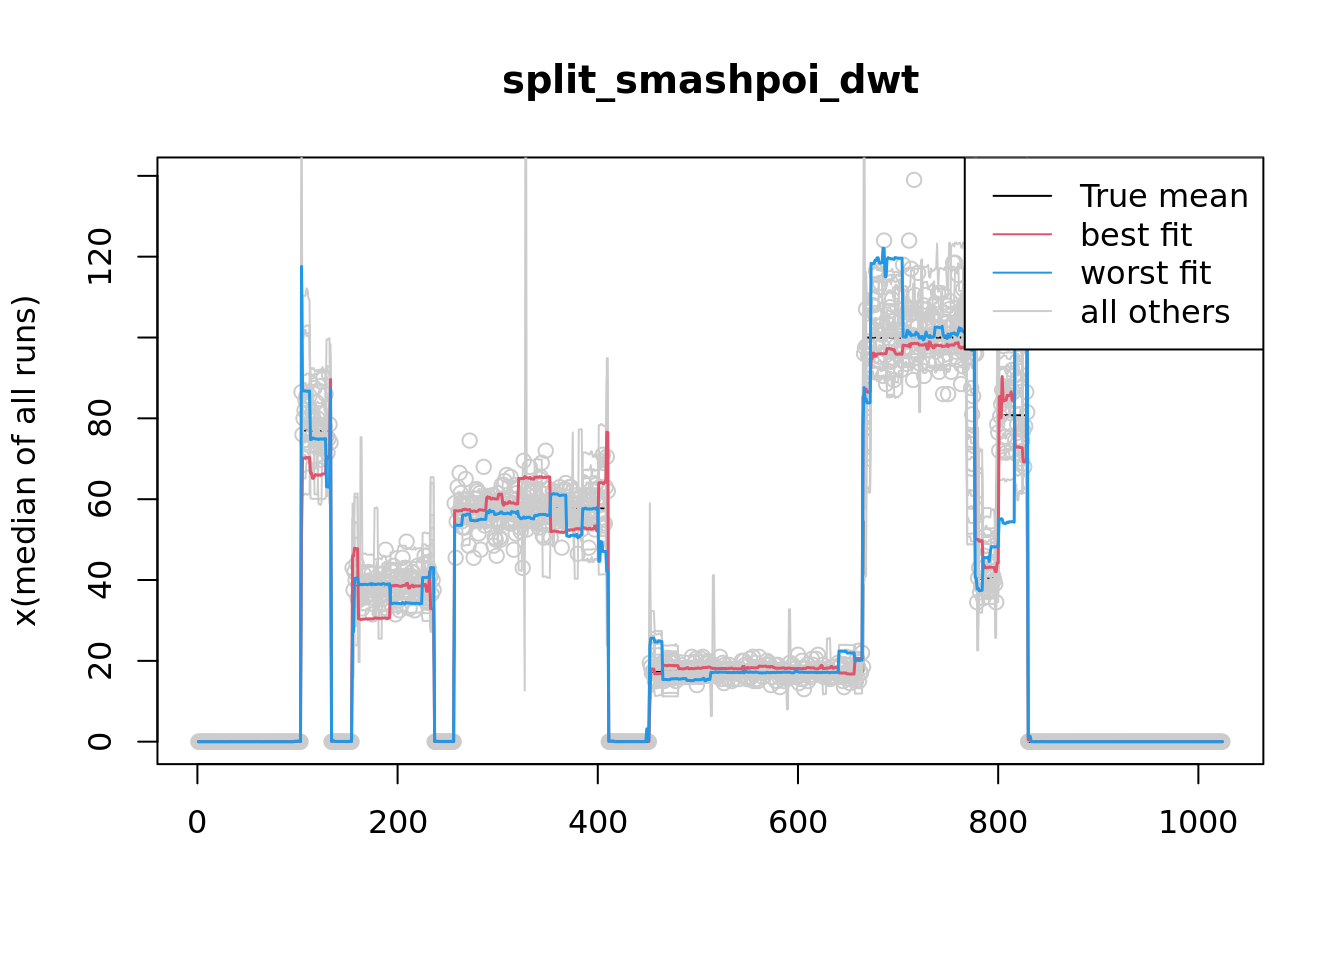 split_smashpoi_dwt
x(median of all runs)
120
80
60
40
20
0
True mean
best fit
worst fit
all others
0
200
400
600
800
1000